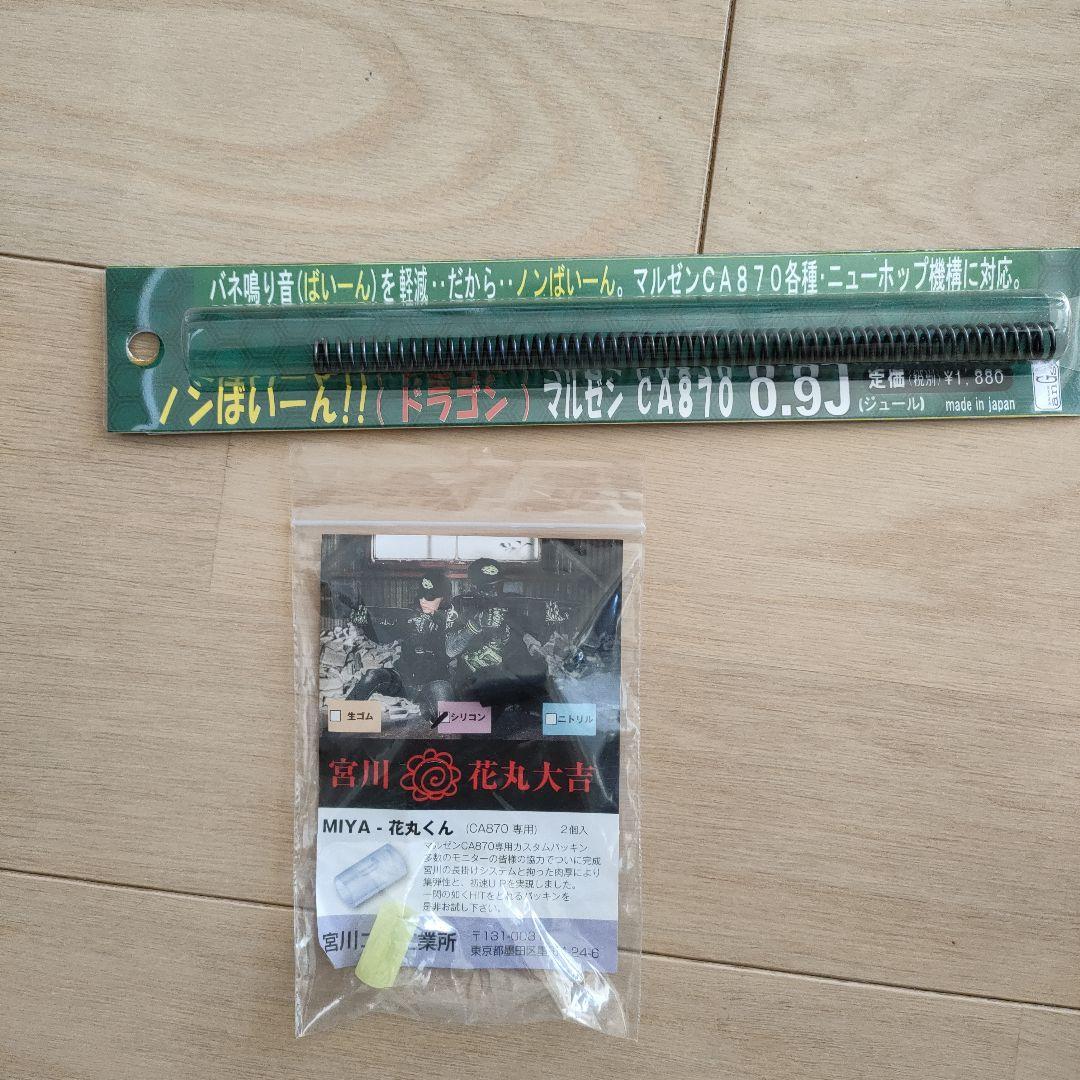 バネ鳴り音(ばいーん)を軽減‥だから‥ノンばいーん。マルゼンCA870各種・ニューホップ機構に対応。
ノンばいーん!!(ドラゴン)マルゼン CA870 0.9J(ジュール) 定価(税別)¥1,880
made in japan
生ゴム シリコン ニトリル
宮川 花丸大吉
MIYA - 花丸くん (CA870 専用) 2個入
マルゼンCA870専用カスタムパッキン
多数のモニターの皆様の協力でついに完成
宮川の長掛けシステムと拘った肉厚により
集弾性と、初速UPを実現しました。
一閃の如くHITをとれるパッキンを
是非お試し下さい。
宮川ゴム工業所
〒131-003
東京都墨田区 24-6